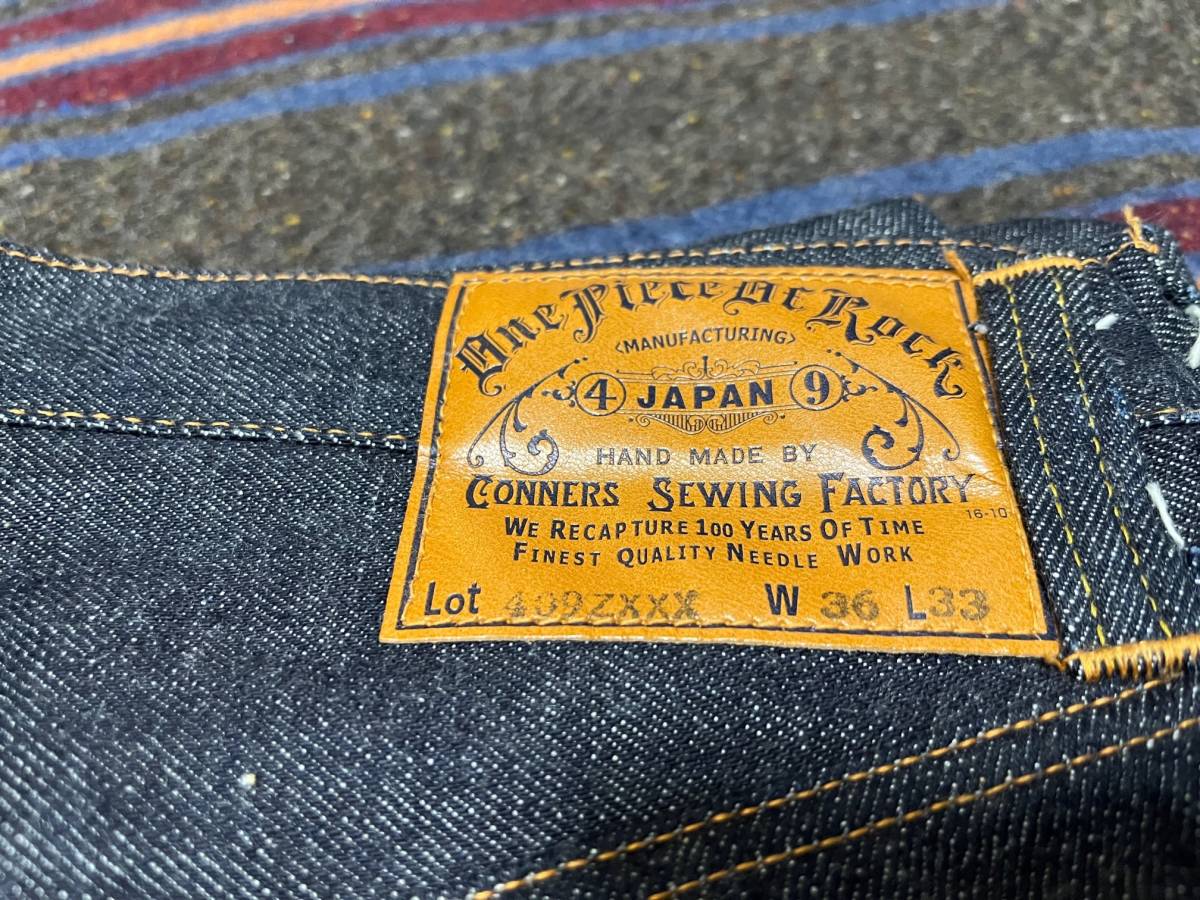 One Piece Of Rock
<MANUFACTURING>
4 JAPAN 9
HAND MADE BY
CONNERS SEWING FACTORY
16-10
WE RECAPTURE 100 YEARS OF TIME
FINEST QUALITY NEEDLE WORK
Lot 409ZXXX W 36 L33